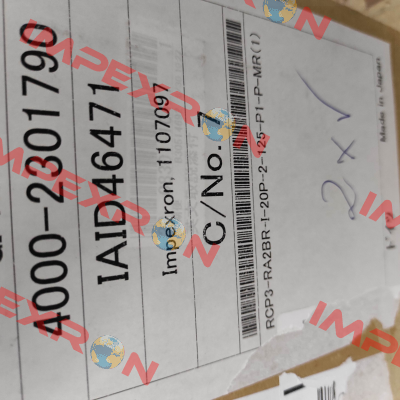 4000-2301790
IAID46471
Impexron, 1107097
C/No. 7
RCP3-RA2BR-I-20P-2-125-P1-P-MR(1)
Made in Japan
2x√
IMPEXRON
IMPEXRON
IMPEXRON